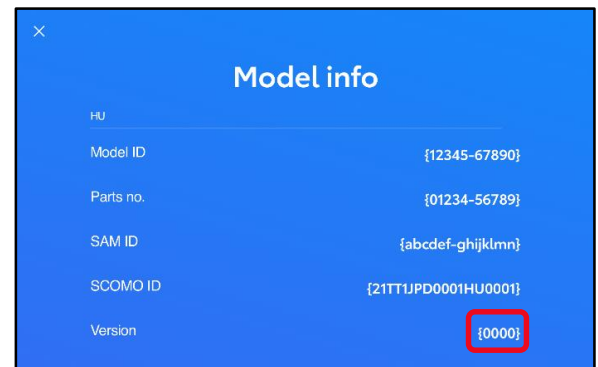 Model info
HU
Model ID {12345-67890}
Parts no. {01234-56789}
SAM ID {abcdef-ghijklmn}
SCOMO ID {21TT1JPD0001HU0001}
Version {0000}